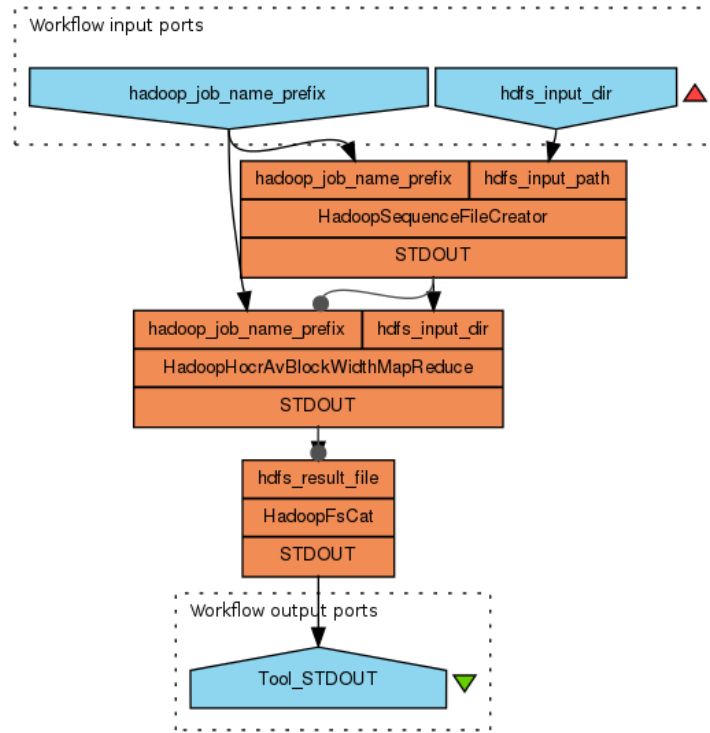 Workflow input ports
hadoop_job_name_prefix
hdfs_input_dir
hadoop_job_name_prefix
hdfs_input_path
HadoopSequenceFileCreator
STDOUT
hadoop_job_name_prefix
hdfs_input_dir
HadoopHocrAvBlockWidthMapReduce
STDOUT
hdfs_result_file
HadoopFsCat
STDOUT
Workflow output ports
Tool_STDOUT